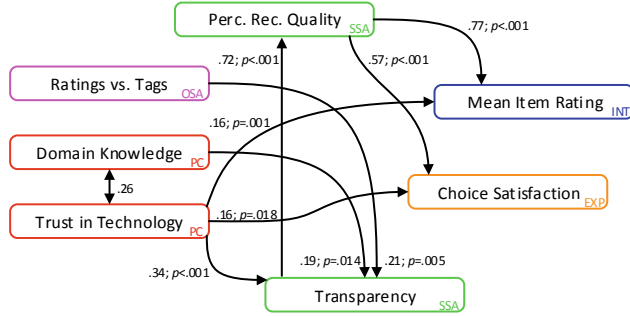 Perc. Rec. Quality
SSA
.77; p<.001
.72; p<.001
.57; p<.001
Ratings vs. Tags
OSA
Mean Item Rating
INT
.16; p=.001
Domain Knowledge
PC
.26
Choice Satisfaction
EXP
Trust in Technology
PC
.16; p=.018
.34; p<.001
.19; p=.014
.21; p=.005
Transparency
SSA